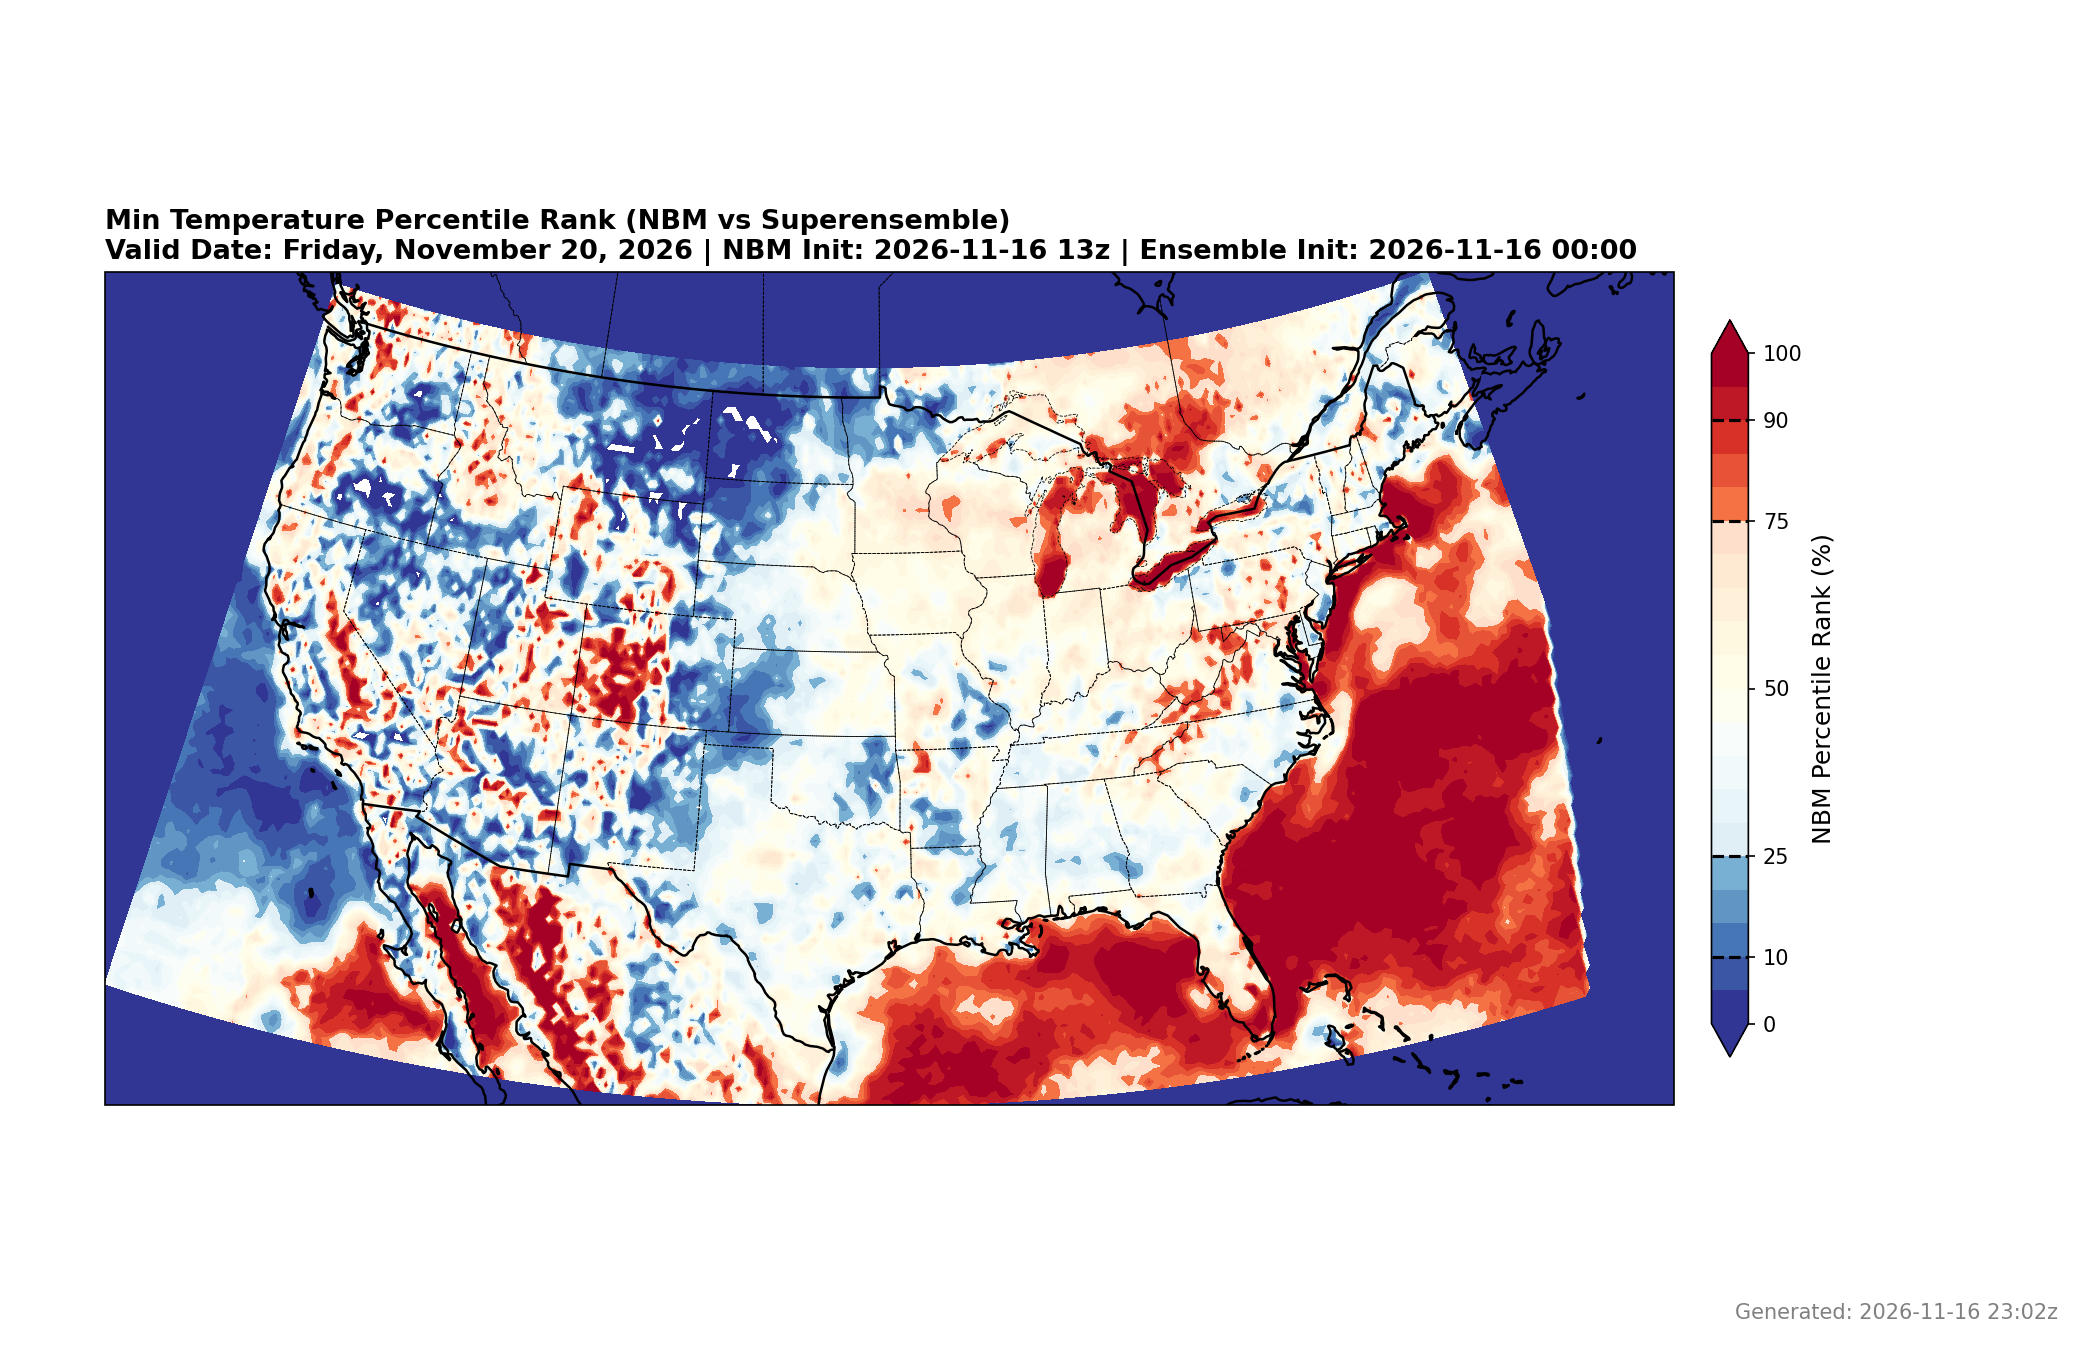 Min Temperature Percentile Rank (NBM vs Superensemble)
Valid Date: Friday, November 20, 2026 | NBM Init: 2026-11-16 13z | Ensemble Init: 2026-11-16 00:00
100
90
75
50
25
10
0
NBM Percentile Rank (%)
Generated: 2026-11-16 23:02z